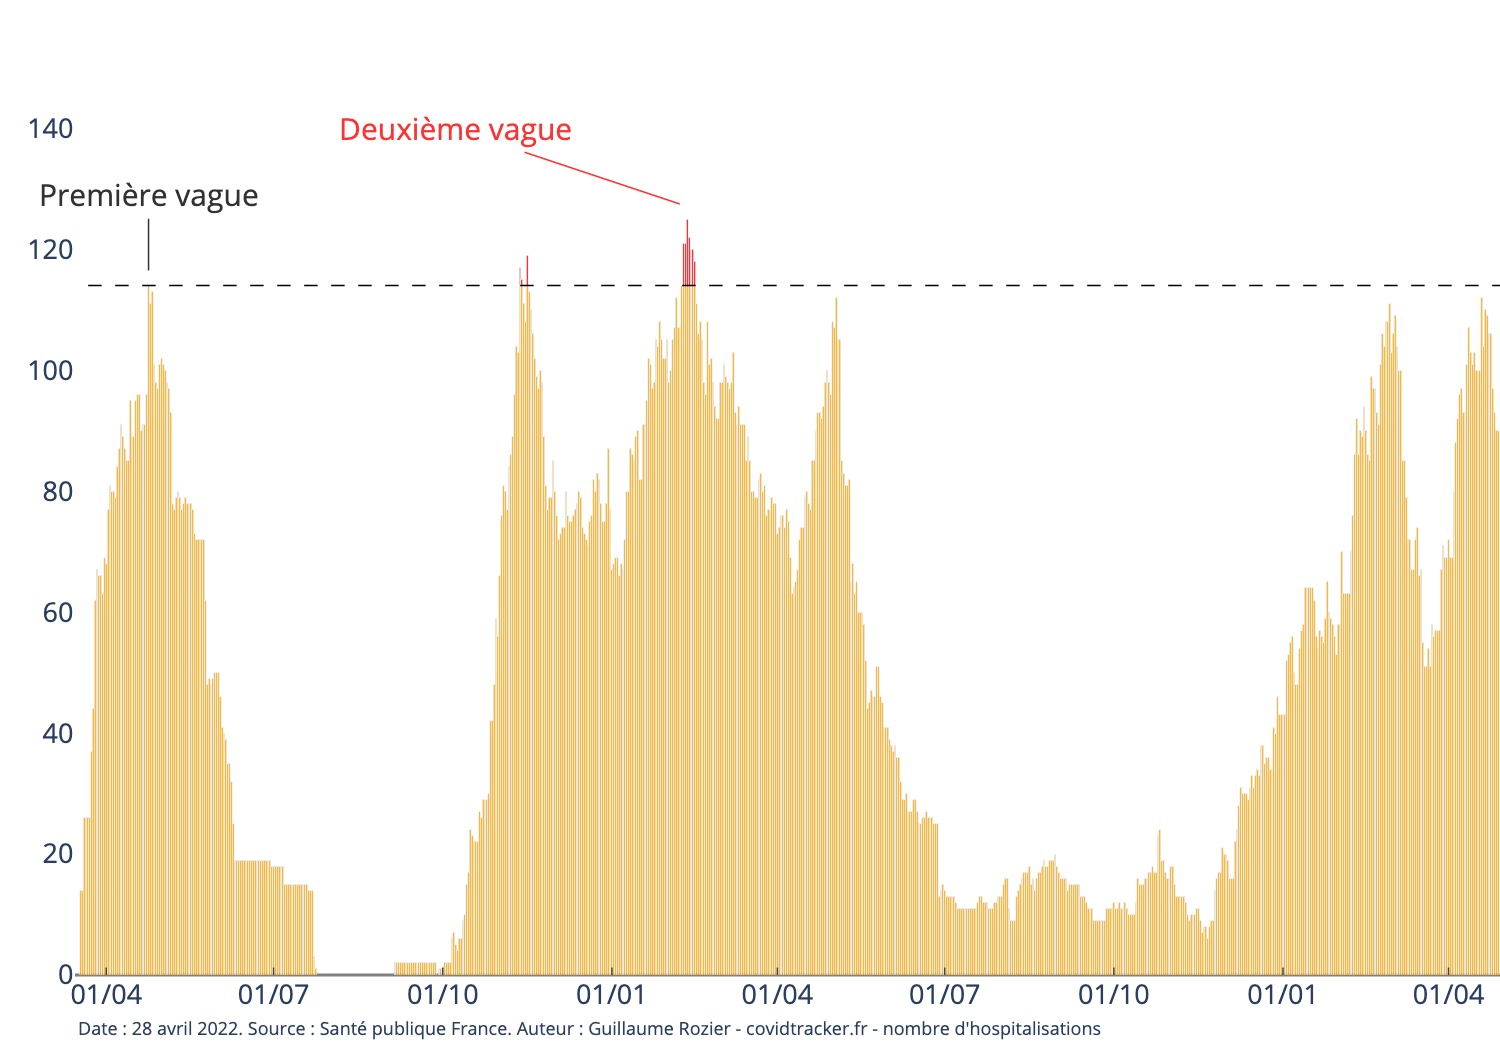 140
Deuxième vague
Première vague
120
100
80
60
40
20
0
01/04 01/07 01/10 01/01 01/04 01/07 01/10 01/01 01/04
Date : 28 avril 2022. Source : Santé publique France. Auteur : Guillaume Rozier - covidtracker.fr - nombre d'hospitalisations